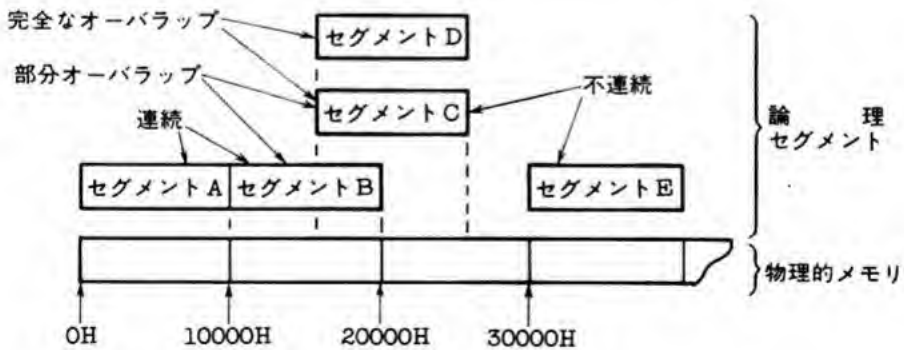 完全なオーバラップ
セグメントD
部分オーバラップ
セグメントC
不連続
連続
論理
セグメント
セグメントA
セグメントB
セグメントE
物理的メモリ
0H
10000H
20000H
30000H